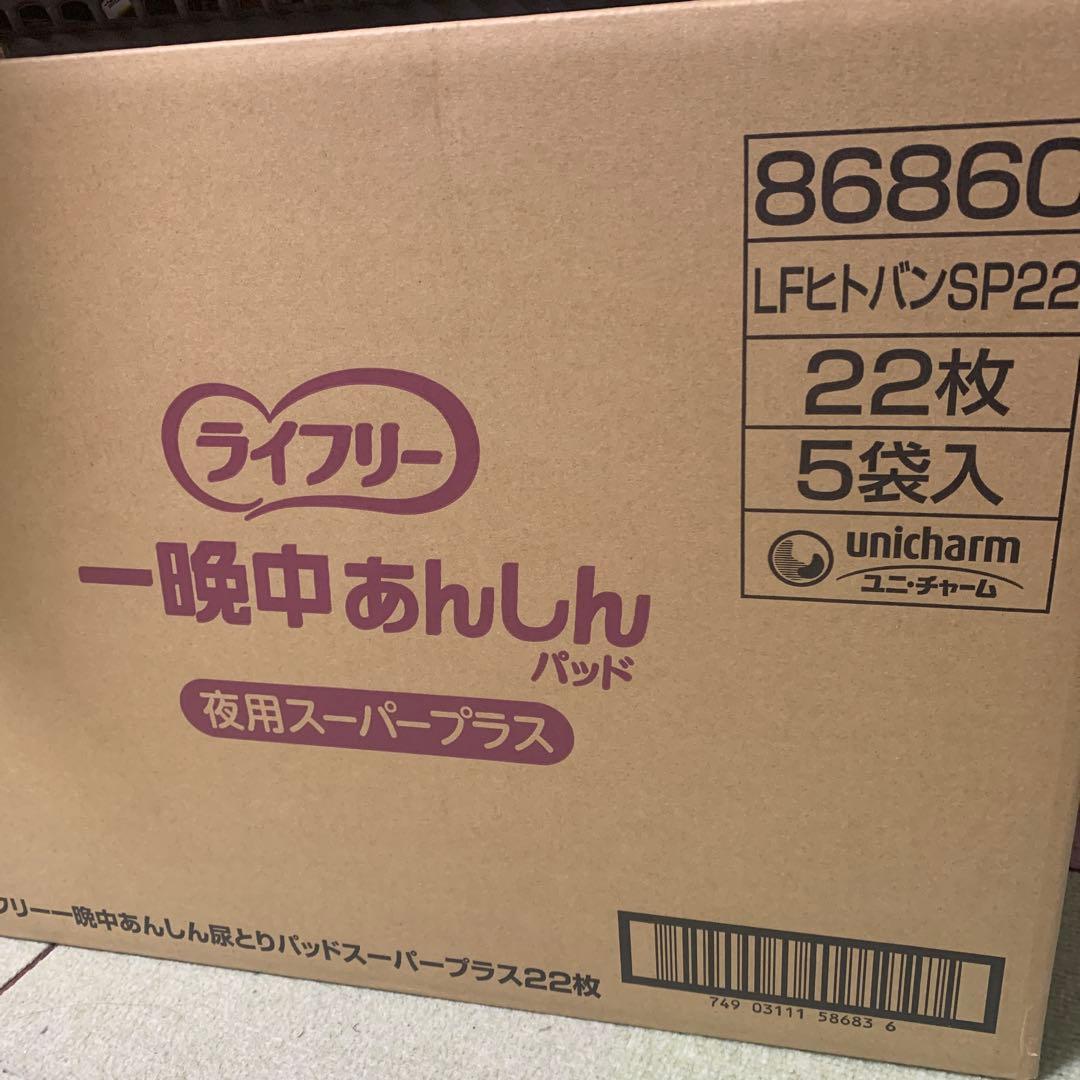 86860
LFヒトバンSP22
22枚
5袋入
unicharm
ユニ・チャーム
ライフリー
一晩中あんしん
パッド
夜用スーパープラス
フリー一晩中あんしん尿とりパッドスーパープラス22枚
749 03111 58683 6